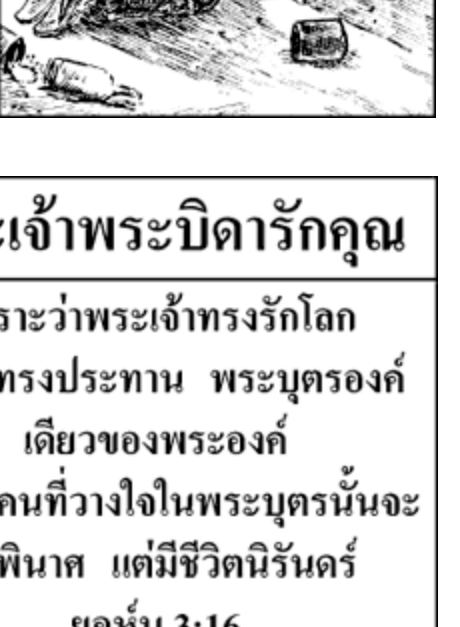 ะเจ้าพระบิดารักคุณ
ราะว่าพระเจ้าทรงรักโลก
ทรงประทาน พระบุตรองค์
เดียวของพระองค์
คนที่วางใจในพระบุตรนั้นจะ
พินาศ แต่มีชีวิตนิรันดร์
ยอห์น 3:16